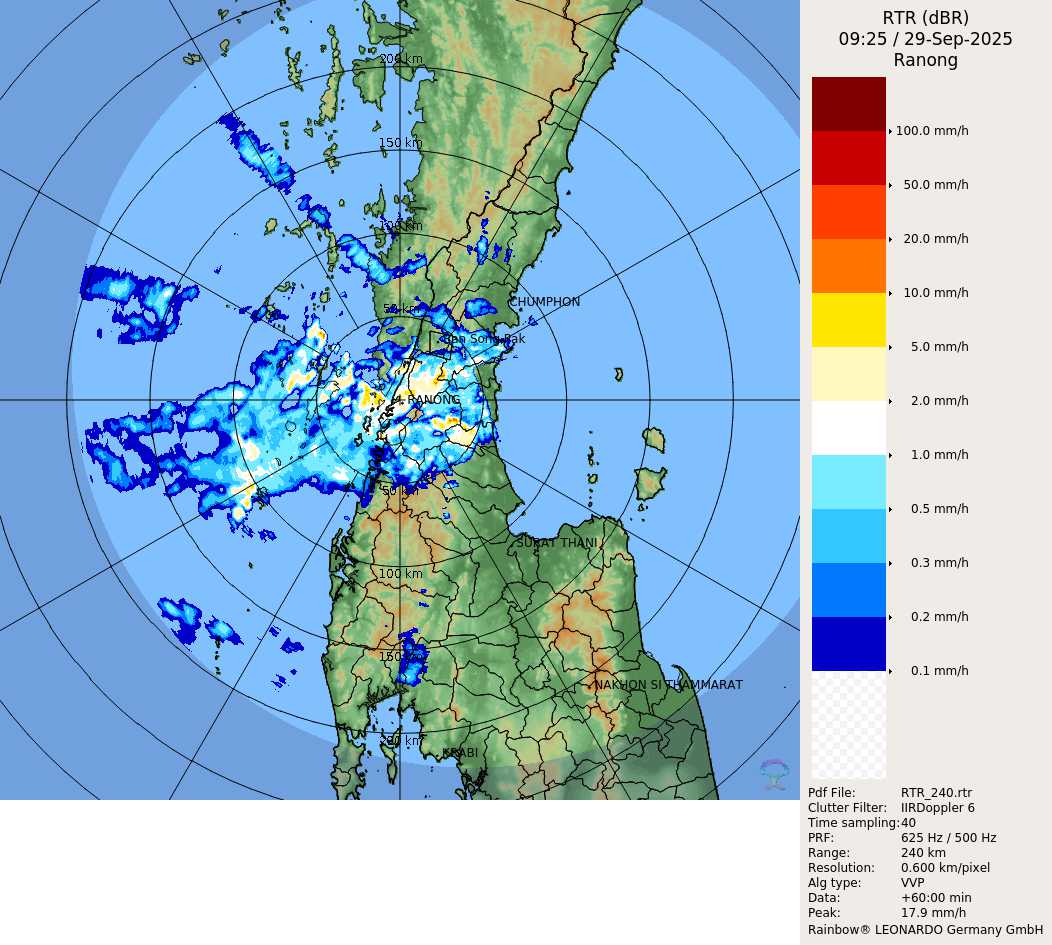 RTR (dBR)
09:25 / 29-Sep-2025
Ranong
200 km
150 km
100 km
50 km
CHUMPHON
Ban Song Pak
RANONG
50 km
SURAT THANI
100 km
150 km
NAKHON SI THAMMARAT
200 km
KRABI
100.0 mm/h
50.0 mm/h
20.0 mm/h
10.0 mm/h
5.0 mm/h
2.0 mm/h
1.0 mm/h
0.5 mm/h
0.3 mm/h
0.2 mm/h
0.1 mm/h
Pdf File: RTR_240.rtr
Clutter Filter: IIRDoppler 6
Time sampling: 40
PRF: 625 Hz / 500 Hz
Range: 240 km
Resolution: 0.600 km/pixel
Alg type: VVP
Data: +60:00 min
Peak: 17.9 mm/h
Rainbow® LEONARDO Germany GmbH